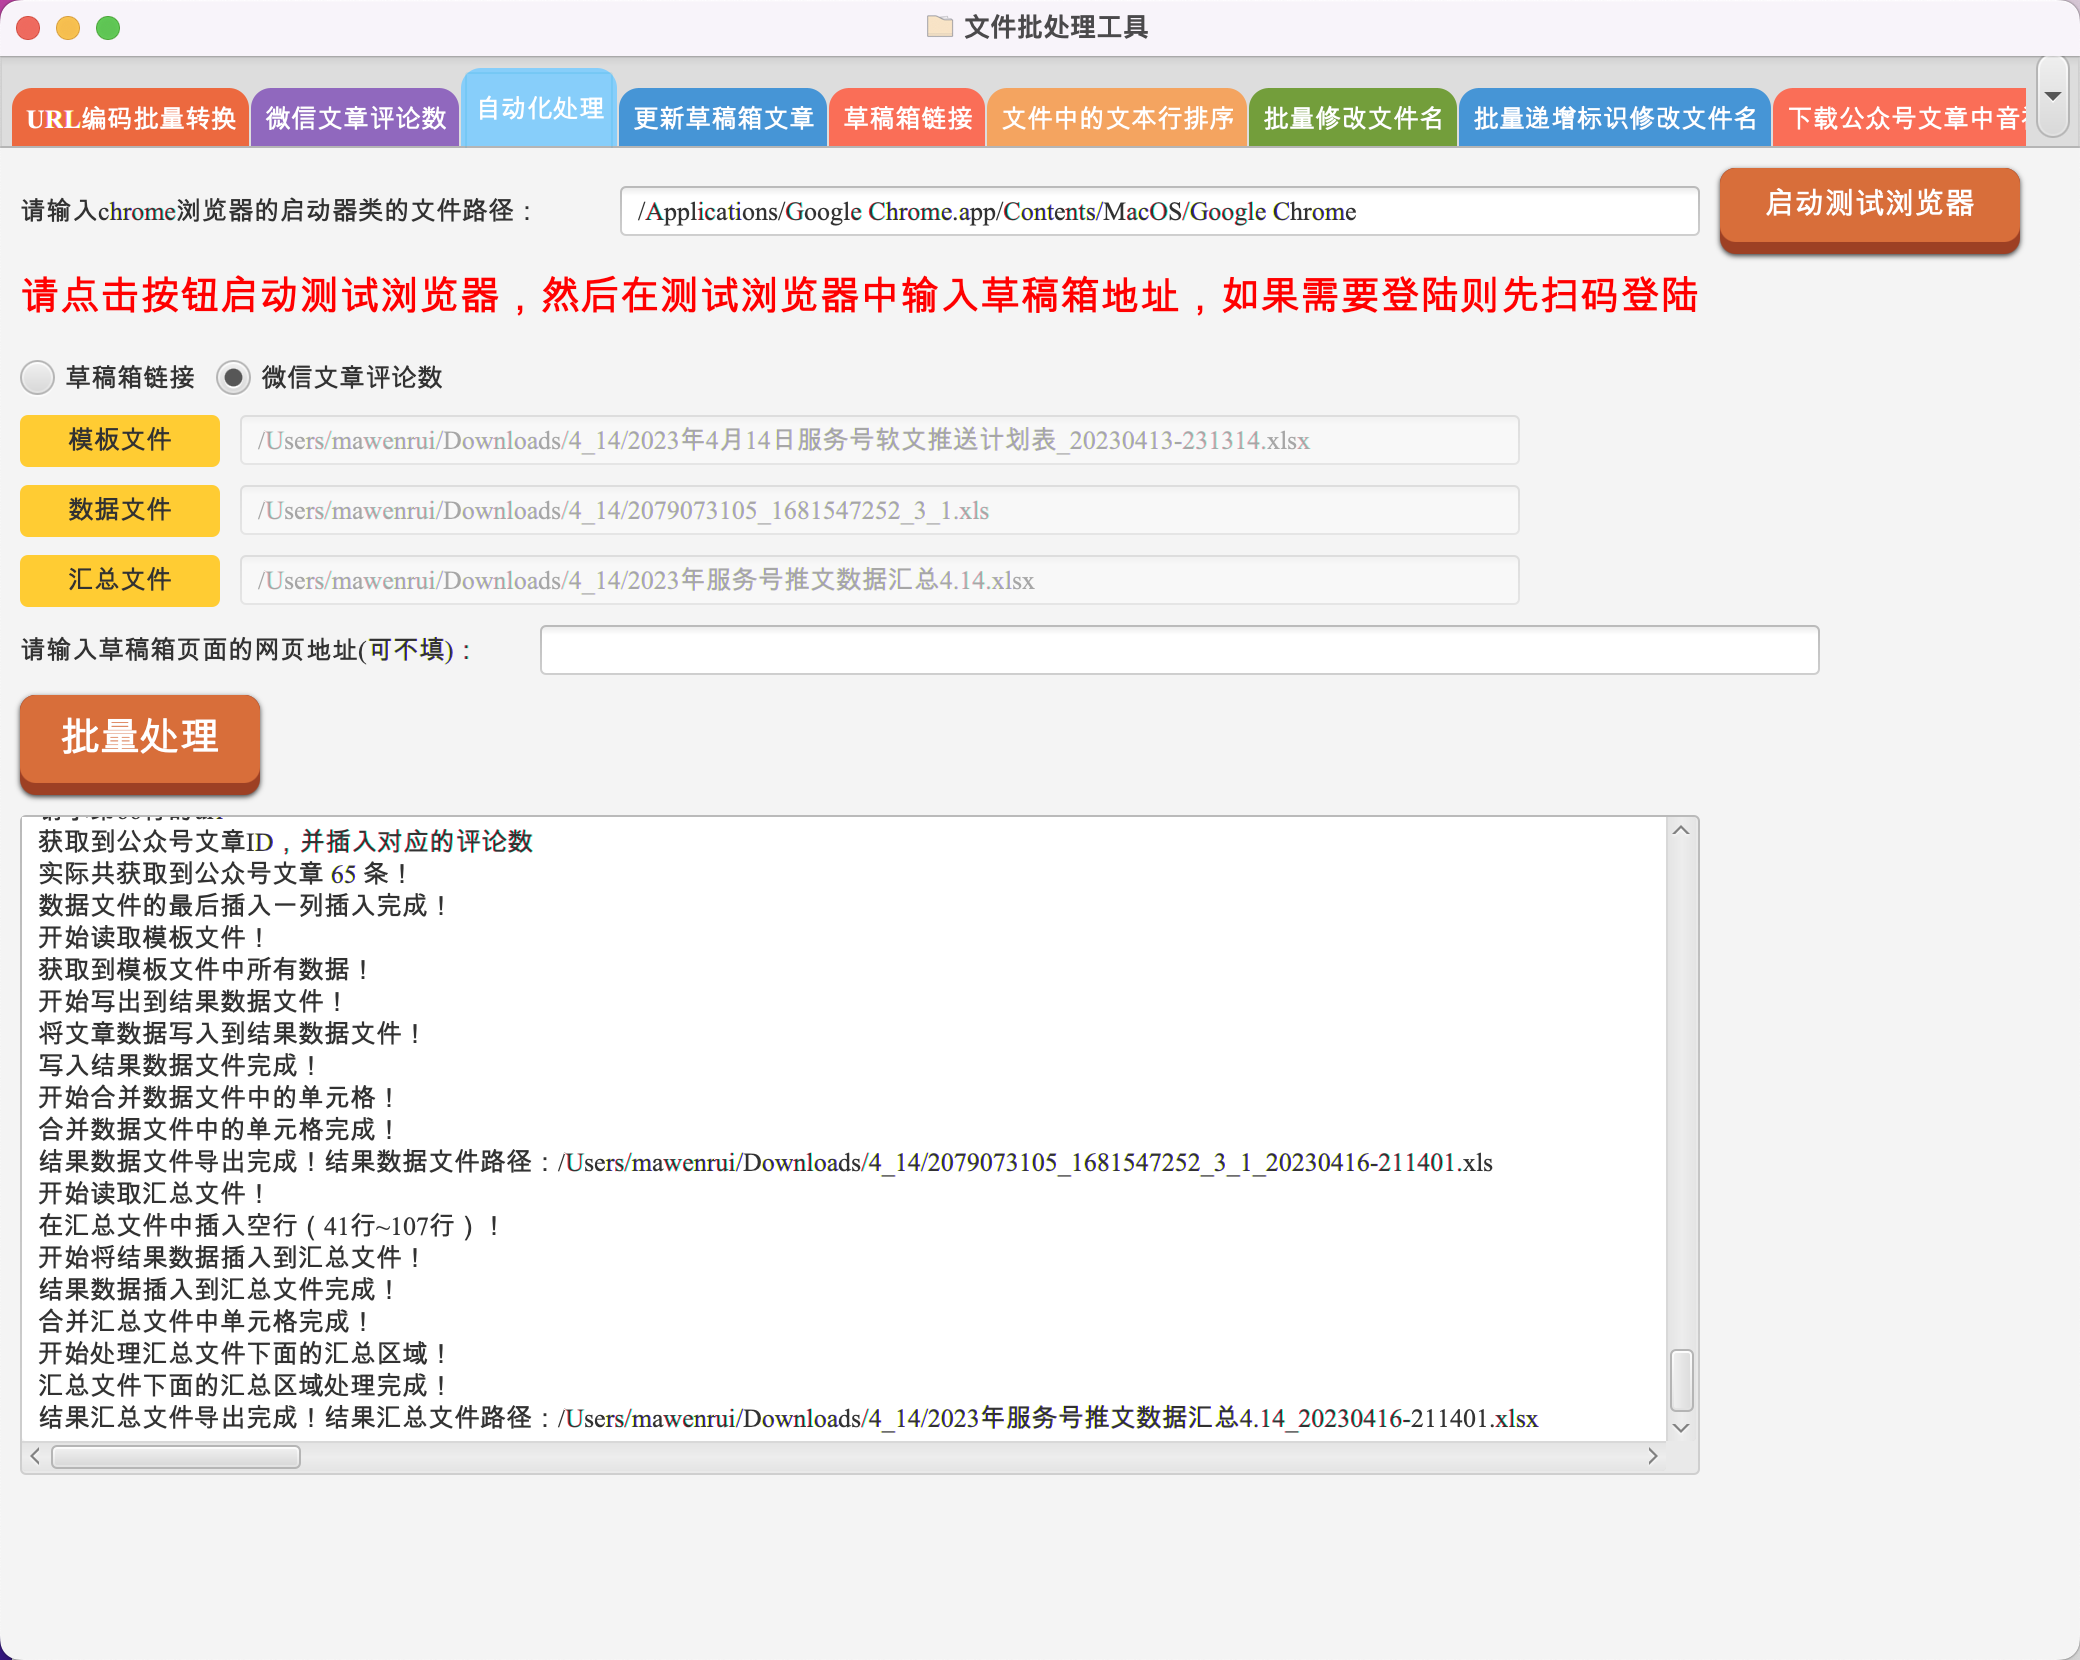 文件批处理工具
URL编码批量转换 微信文章评论数 自动化处理 更新草稿箱文章 草稿箱链接 文件中的文本行排序 批量修改文件名 批量递增标识修改文件名 下载公众号文章中音
请输入chrome浏览器的启动器类的文件路径： /Applications/Google Chrome.app/Contents/MacOS/Google Chrome 启动测试浏览器
请点击按钮启动测试浏览器，然后在测试浏览器中输入草稿箱地址，如果需要登陆则先扫码登陆
草稿箱链接 微信文章评论数
模板文件 /Users/mawenrui/Downloads/4_14/2023年4月14日服务号软文推送计划表_20230413-231314.xlsx
数据文件 /Users/mawenrui/Downloads/4_14/2079073105_1681547252_3_1.xls
汇总文件 /Users/mawenrui/Downloads/4_14/2023年服务号推文数据汇总4.14.xlsx
请输入草稿箱页面的网页地址(可不填)：
批量处理
获取到公众号文章ID，并插入对应的评论数
实际共获取到公众号文章 65 条！
数据文件的最后插入一列插入完成！
开始读取模板文件！
获取到模板文件中所有数据！
开始写出到结果数据文件！
将文章数据写入到结果数据文件！
写入结果数据文件完成！
开始合并数据文件中的单元格！
合并数据文件中的单元格完成！
结果数据文件导出完成！结果数据文件路径：/Users/mawenrui/Downloads/4_14/2079073105_1681547252_3_1_20230416-211401.xls
开始读取汇总文件！
在汇总文件中插入空行（41行~107行）！
开始将结果数据插入到汇总文件！
结果数据插入到汇总文件完成！
合并汇总文件中单元格完成！
开始处理汇总文件下面的汇总区域！
汇总文件下面的汇总区域处理完成！
结果汇总文件导出完成！结果汇总文件路径：/Users/mawenrui/Downloads/4_14/2023年服务号推文数据汇总4.14_20230416-211401.xlsx